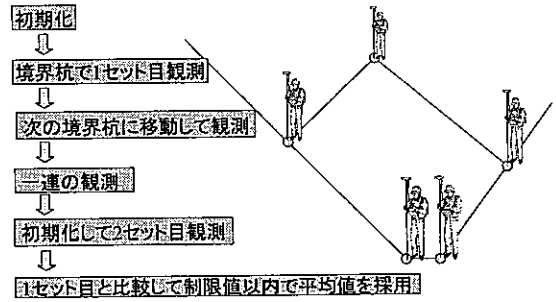 初期化
境界杭で1セット目観測
次の境界杭に移動して観測
一連の観測
初期化して2セット目観測
1セット目と比較して制限値以内で平均値を採用